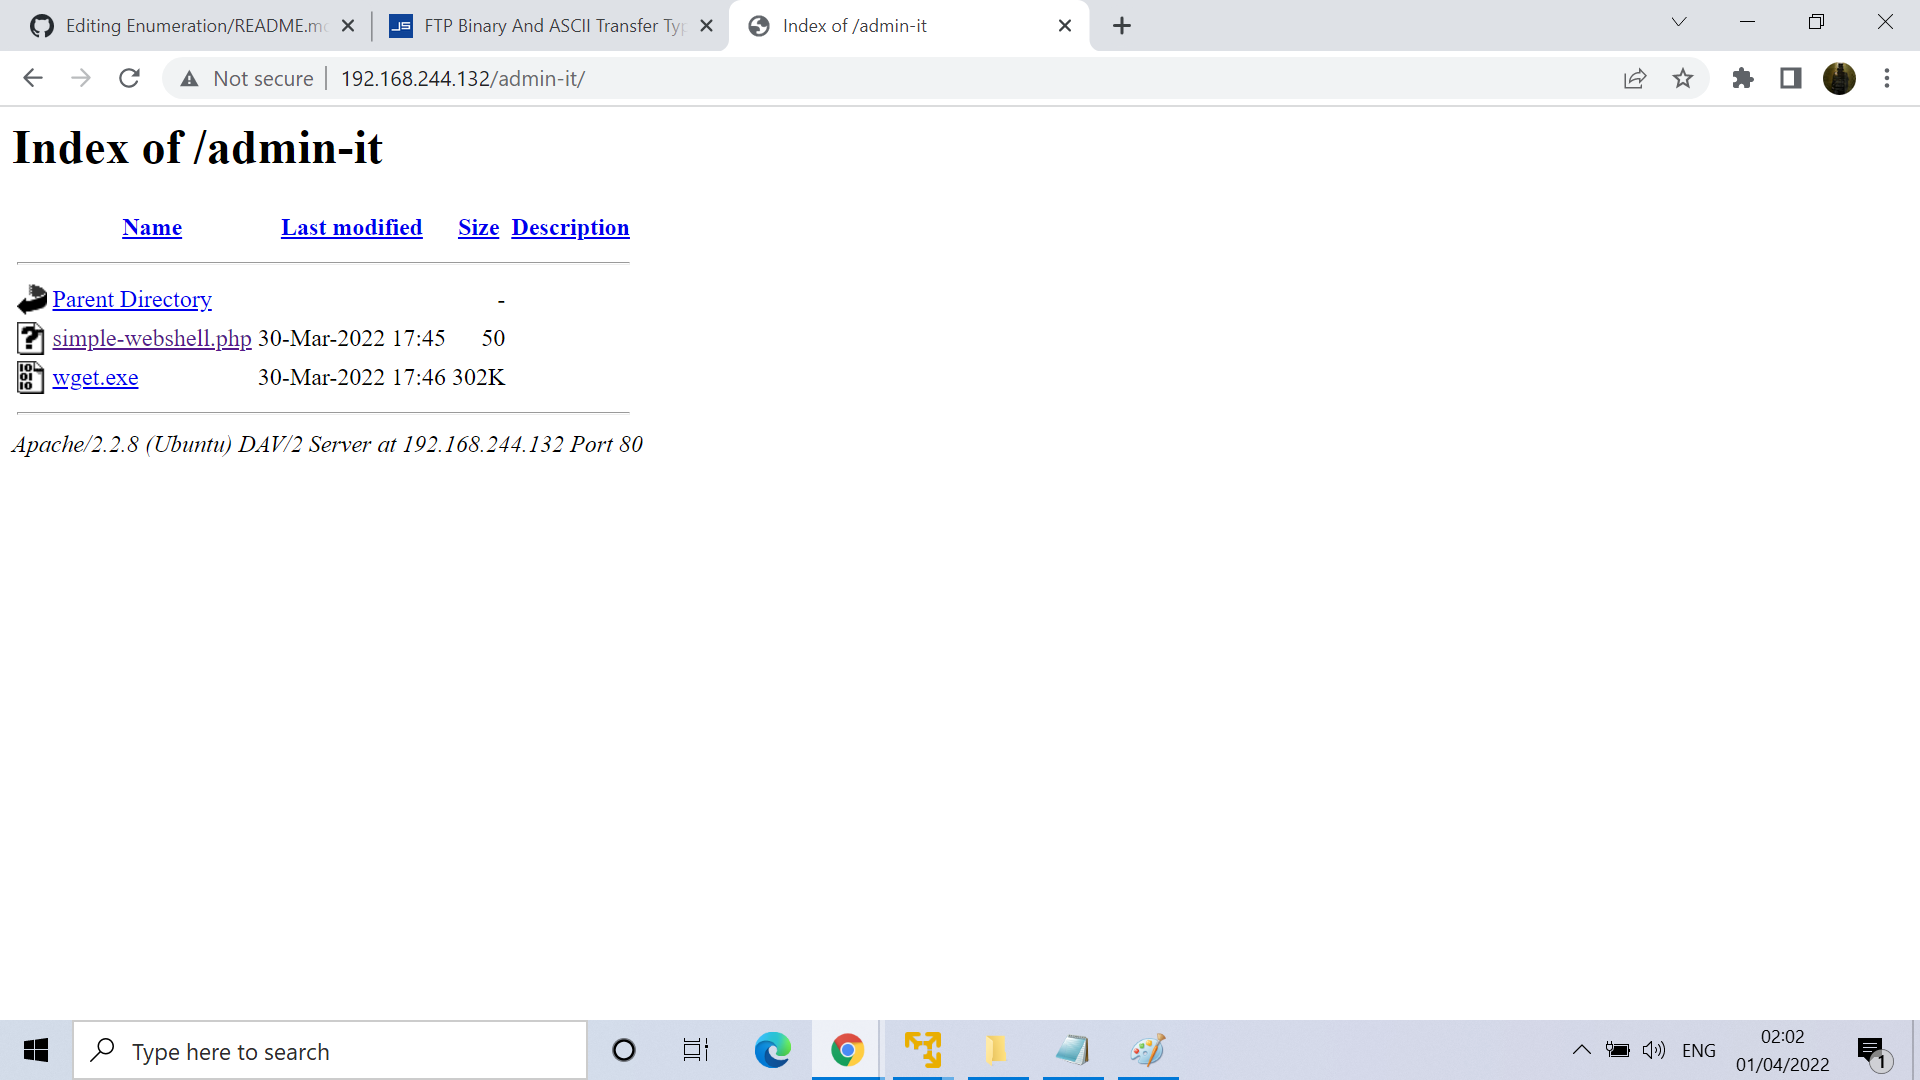 Editing Enumeration/README.m
FTP Binary And ASCII Transfer Typ
Index of /admin-it
Not secure
192.168.244.132/admin-it/
Index of /admin-it
Name Last modified Size Description
Parent Directory -
simple-webshell.php 30-Mar-2022 17:45 50
wget.exe 30-Mar-2022 17:46 302K
Apache/2.2.8 (Ubuntu) DAV/2 Server at 192.168.244.132 Port 80
Type here to search
ENG
02:02
01/04/2022
1